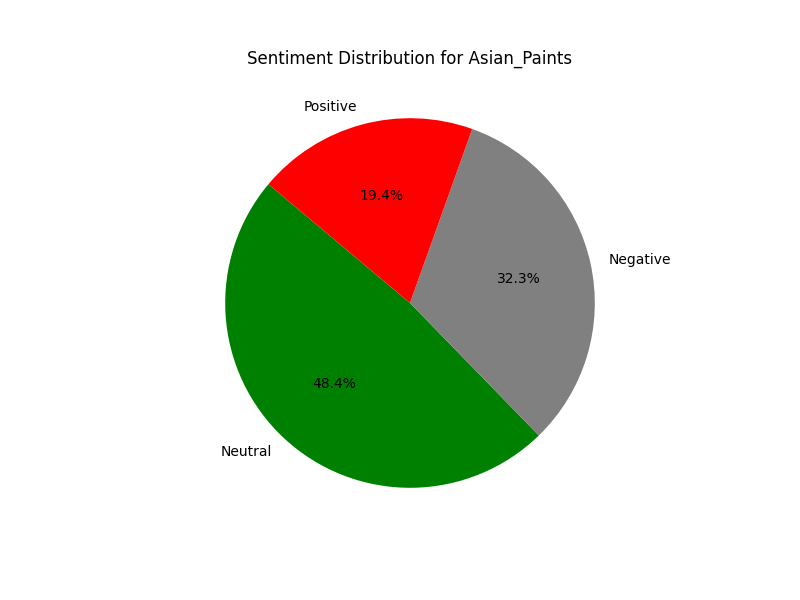 Sentiment Distribution for Asian_Paints
Positive
19.4%
Negative
32.3%
48.4%
Neutral